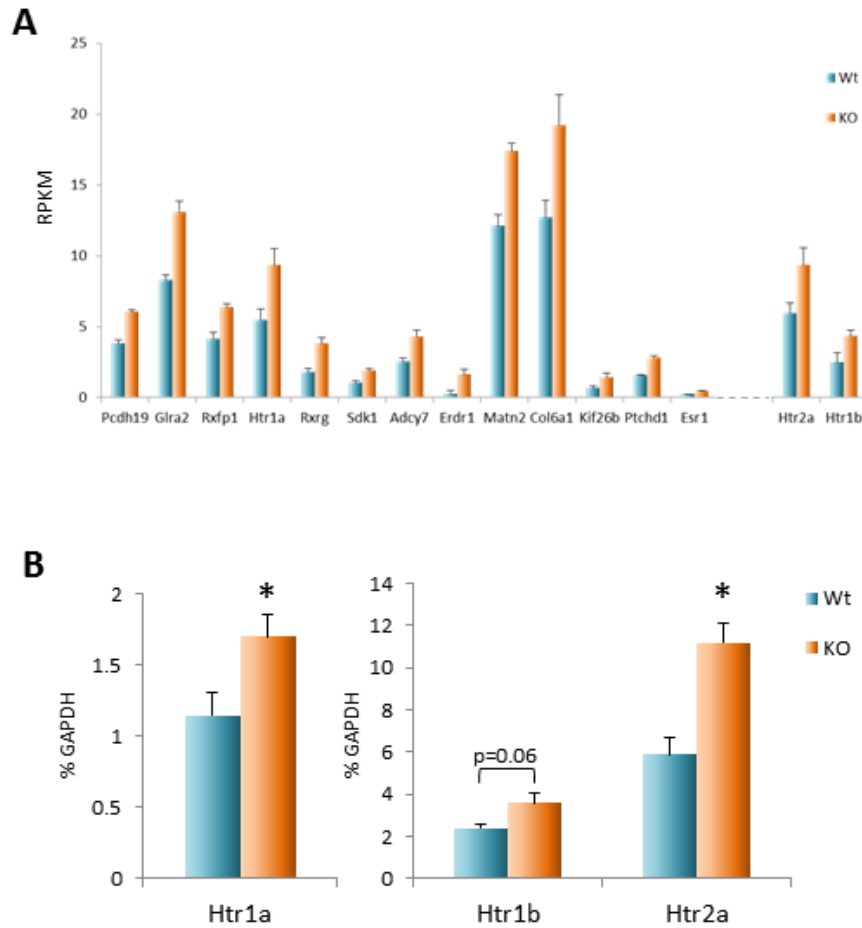 A
25
20
15
10
5
0
RPKM
Wt
KO
Pcdh19 Glra2 Rxfp1 Htr1a Rxrg Sdk1 Adcy7 Erdr1 Matn2 Col6a1 Kif26b Ptchd1 Esr1 Htr2a Htr1b
B
2
1.5
1
0.5
0
% GAPDH
*
Htr1a
14
12
10
8
6
4
2
0
% GAPDH
p=0.06
*
Htr1b Htr2a
Wt
KO